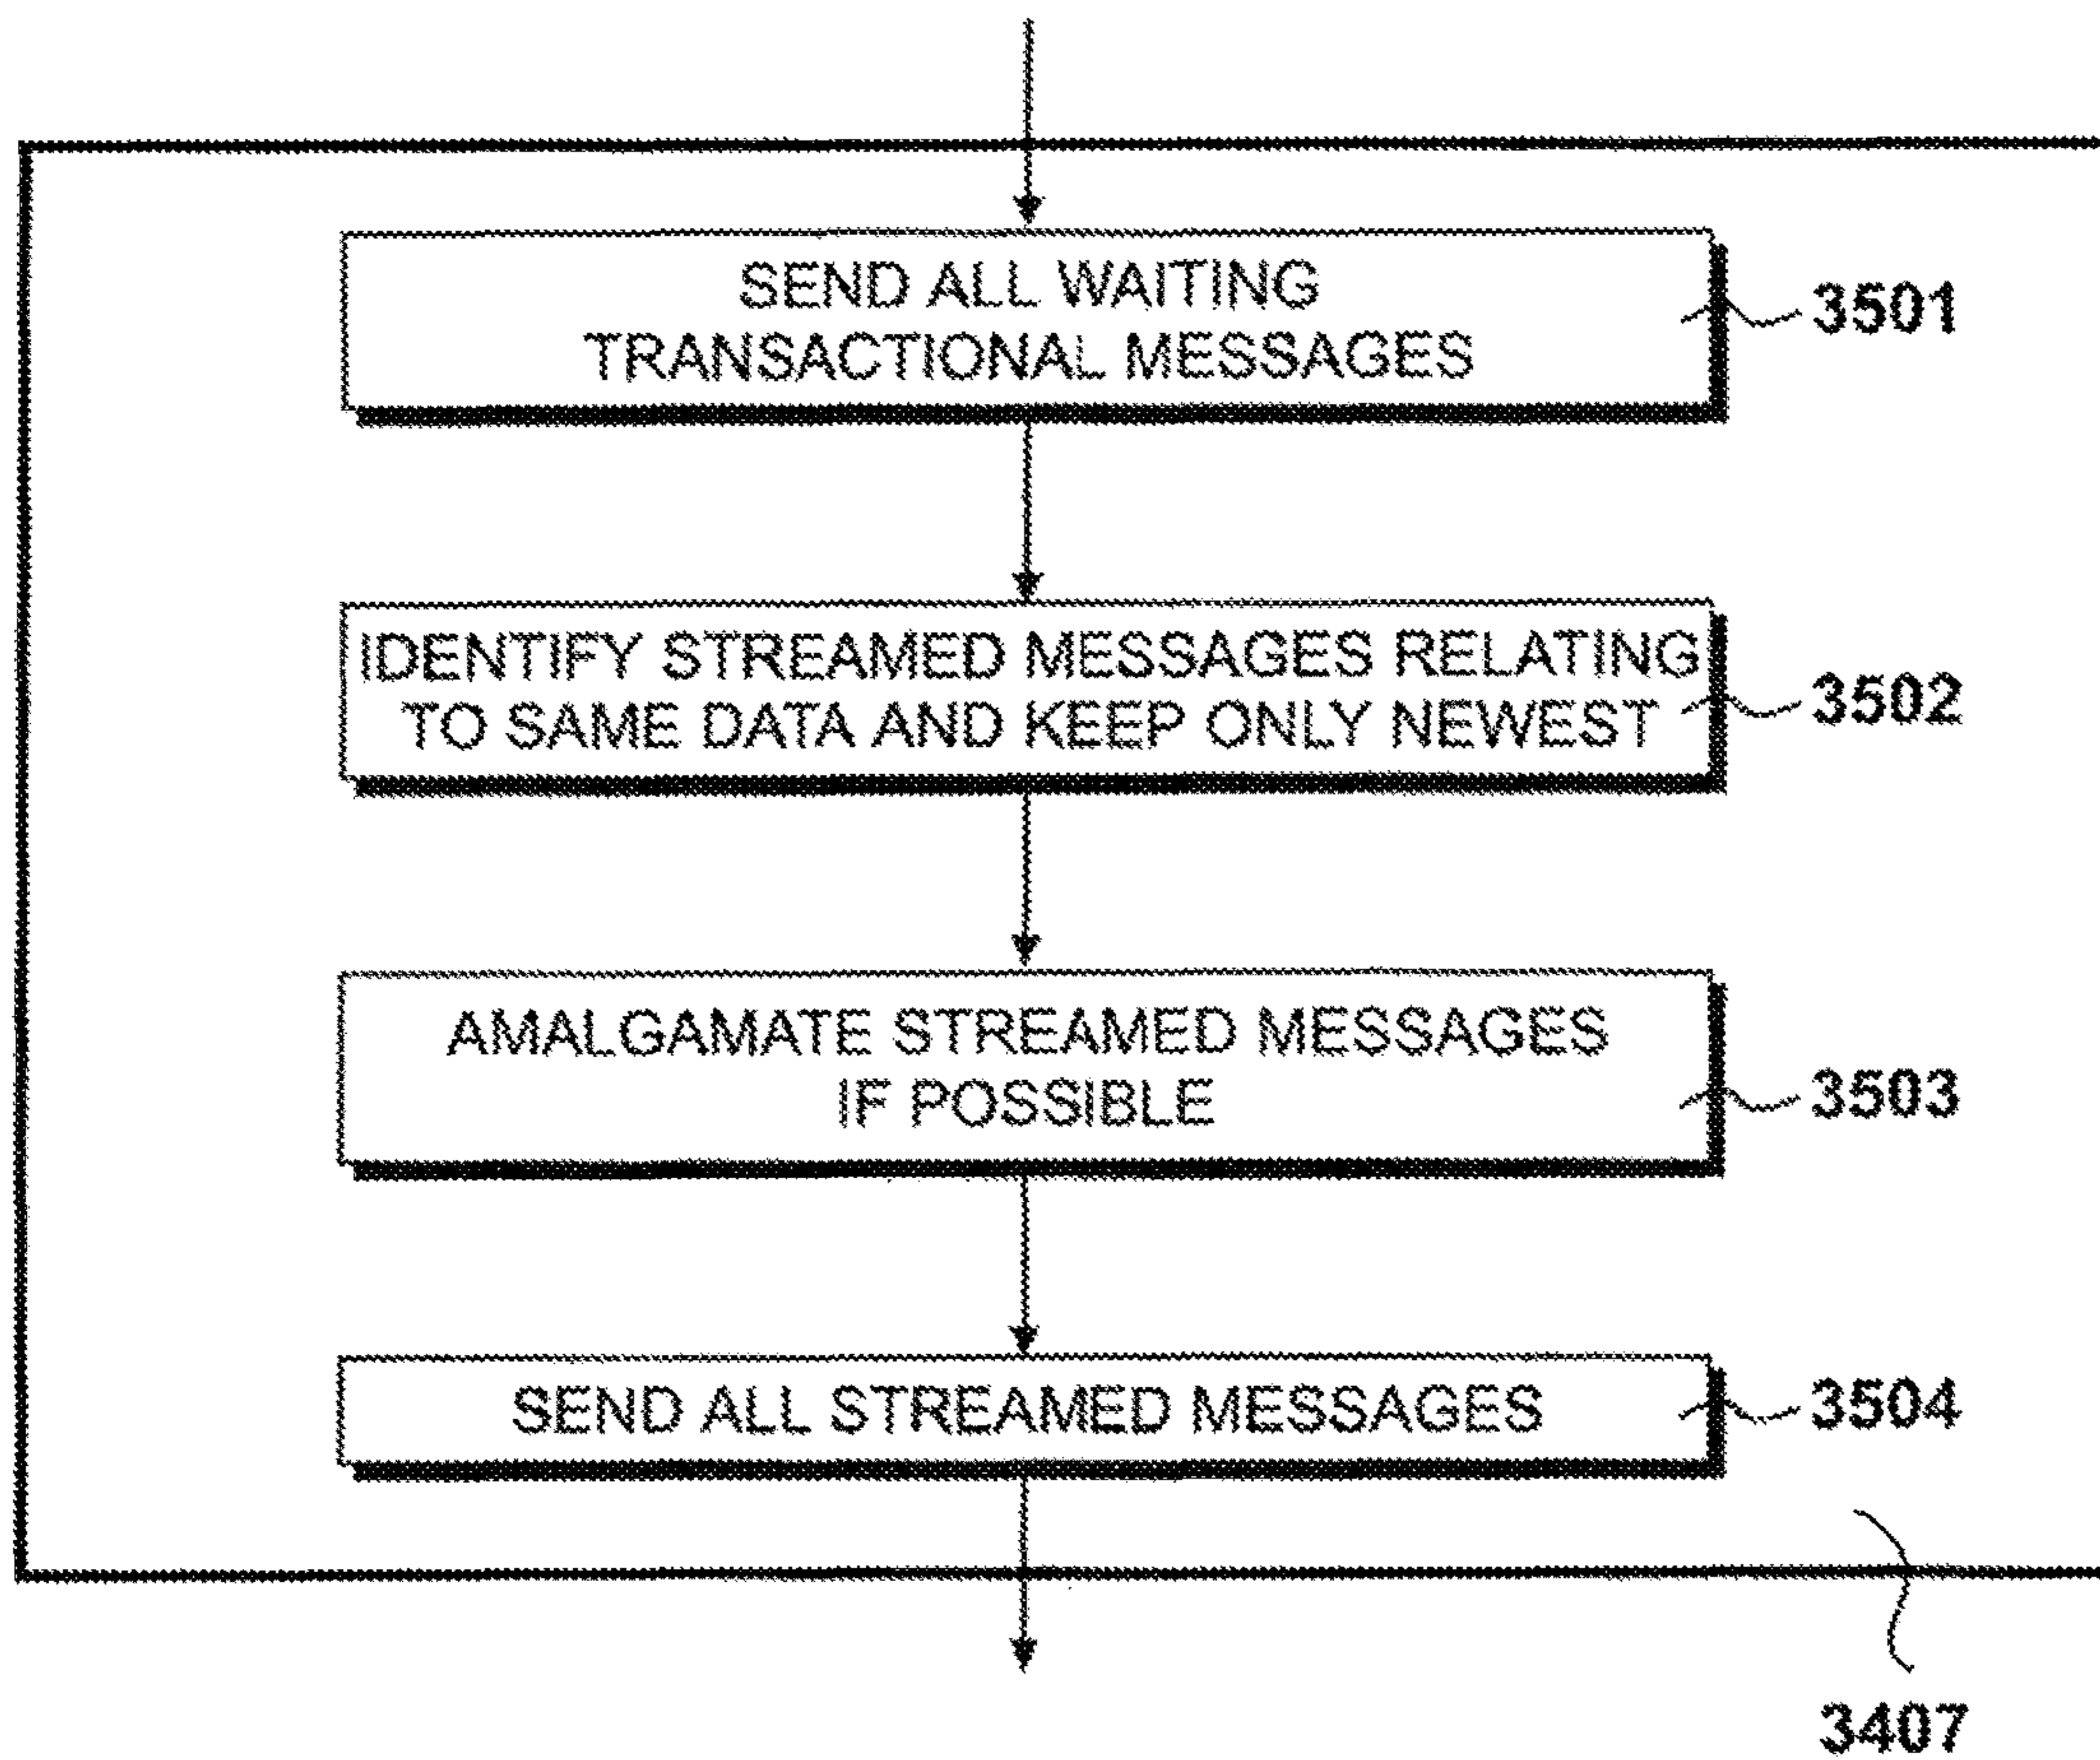 SEND ALL WAITING
TRANSACTIONAL MESSAGES
3501
IDENTIFY STREAMED MESSAGES RELATING
TO SAME DATA AND KEEP ONLY NEWEST
3502
AMALGAMATE STREAMED MESSAGES
IF POSSIBLE
3503
SEND ALL STREAMED MESSAGES
3504
3407